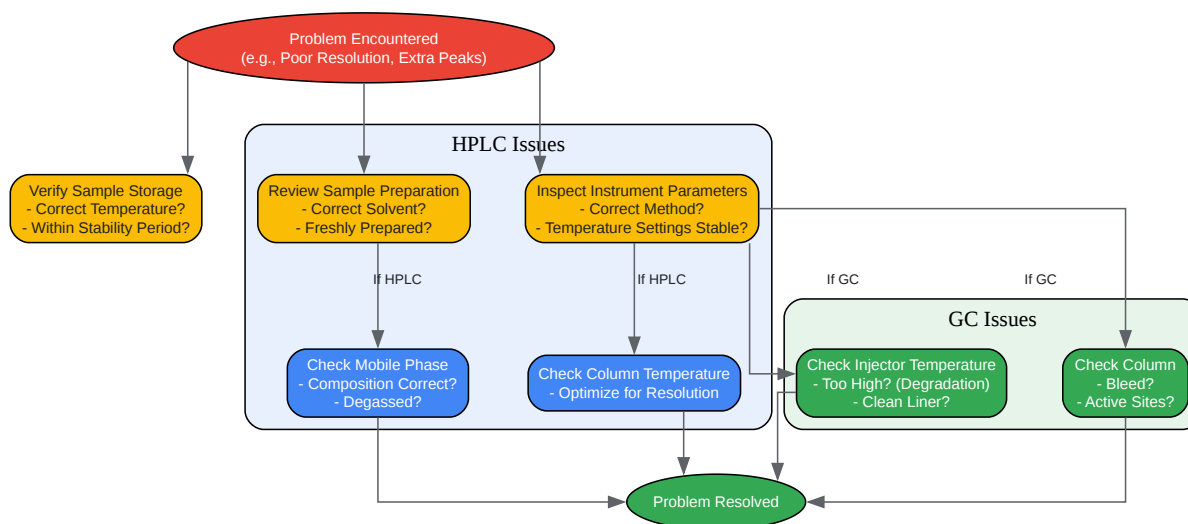 Problem Encountered
(e.g., Poor Resolution, Extra Peaks)
HPLC Issues
Verify Sample Storage
- Correct Temperature?
- Within Stability Period?
Review Sample Preparation
- Correct Solvent?
- Freshly Prepared?
Inspect Instrument Parameters
- Correct Method?
- Temperature Settings Stable?
If HPLC
If HPLC
If GC
If GC
GC Issues
Check Mobile Phase
- Composition Correct?
- Degassed?
Check Column Temperature
- Optimize for Resolution
Check Injector Temperature
- Too High? (Degradation)
- Clean Liner?
Check Column
- Bleed?
- Active Sites?
Problem Resolved